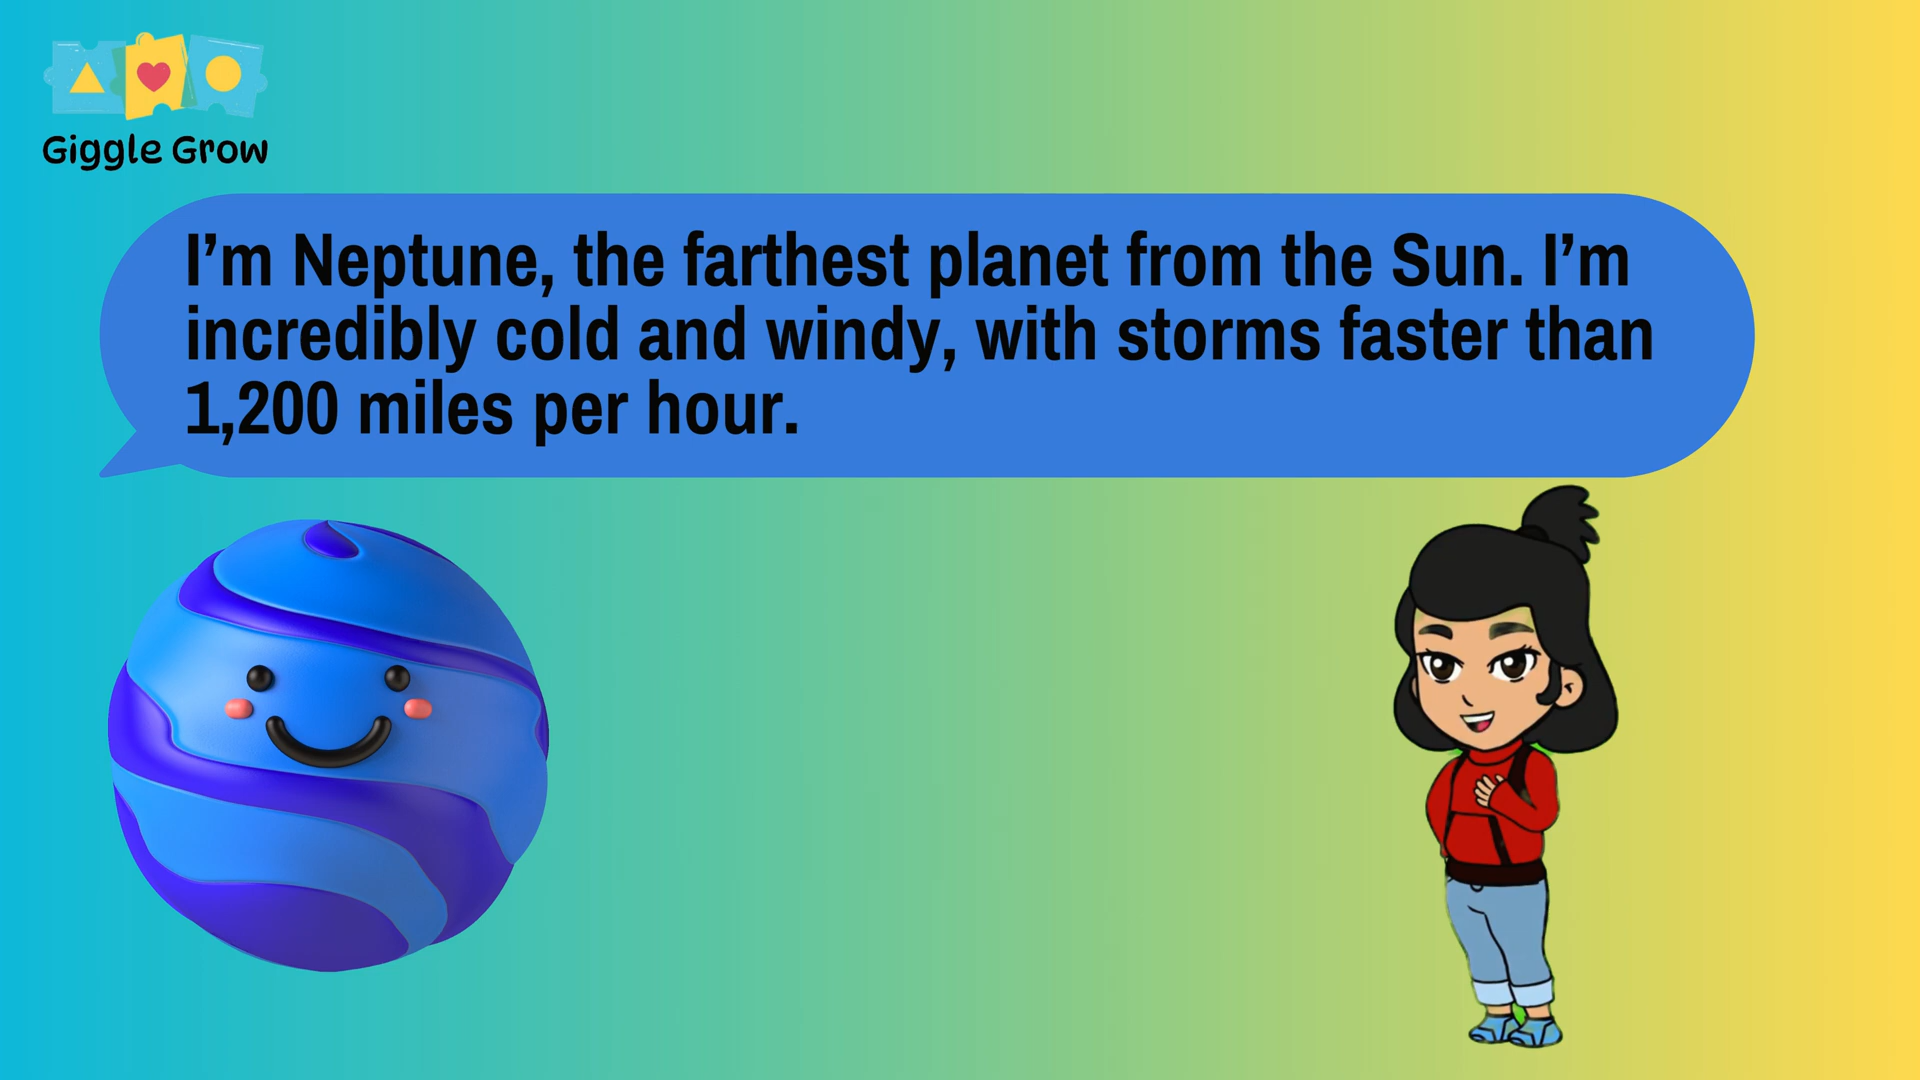 Giggle Grow
I’m Neptune, the farthest planet from the Sun. I’m
incredibly cold and windy, with storms faster than
1,200 miles per hour.